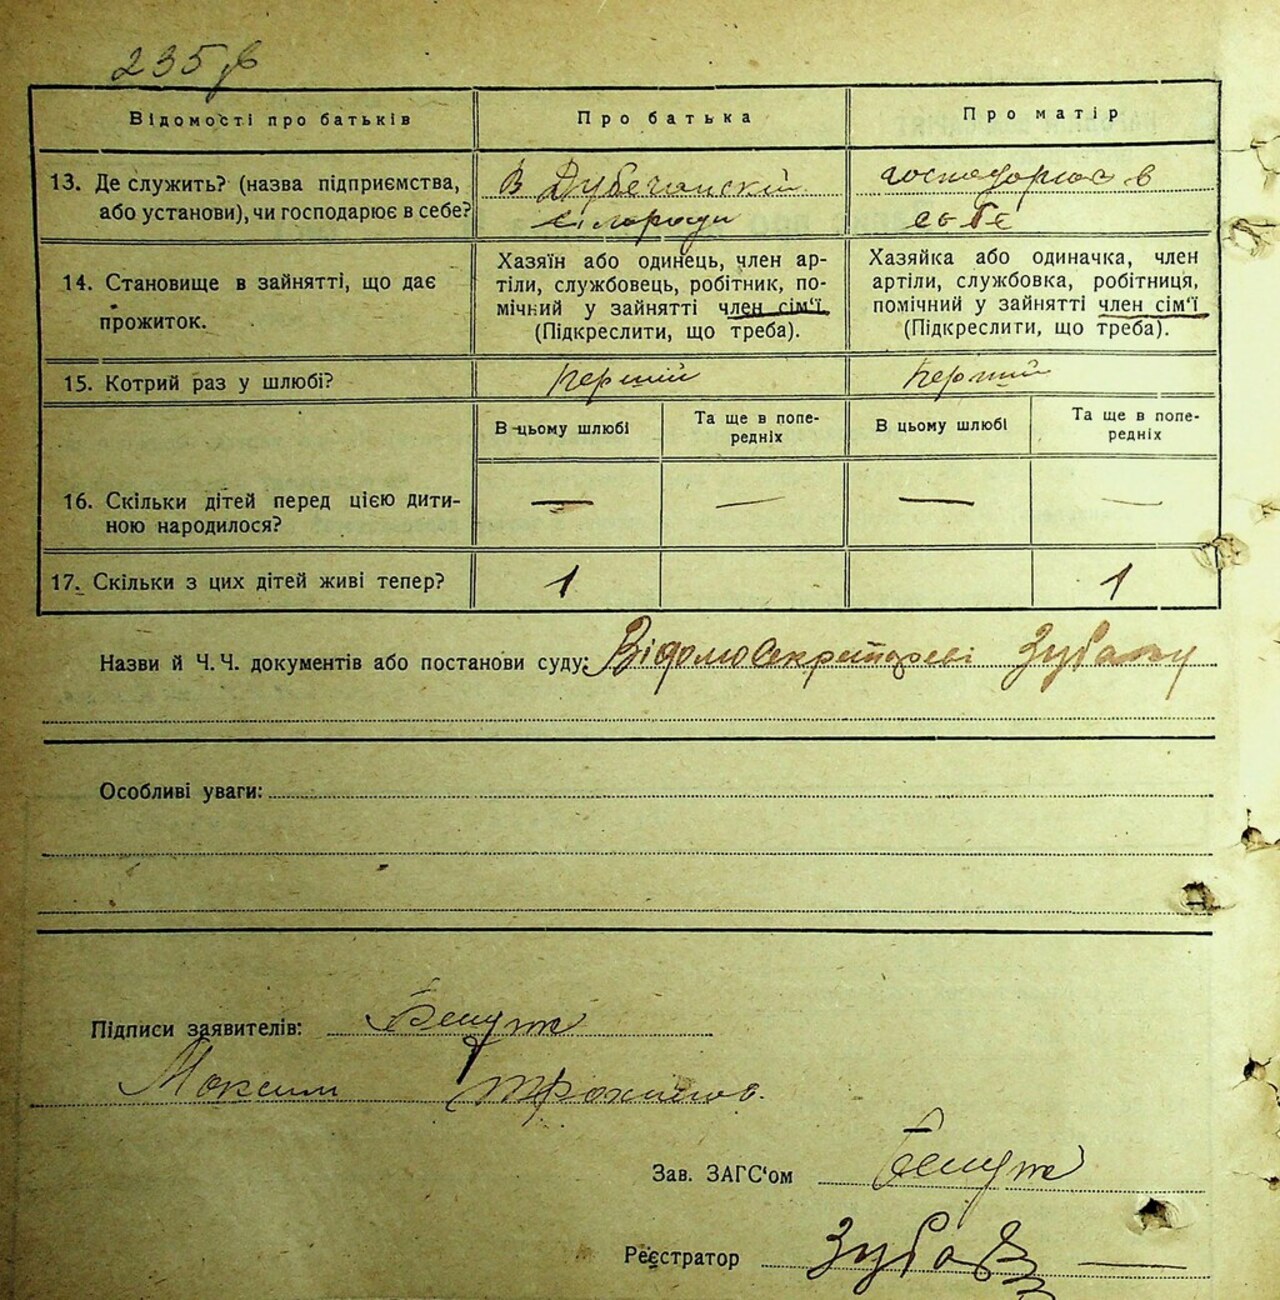 235
Відомості про батьків
Про батька
Про матір
13. Де служить? (назва підприємства,
або установи), чи господарює в себе?
В Дубечанскій
сілоради
господорює в
себе
14. Становище в зайнятті, що дає
прожиток.
Хазяїн або одинець, член ар-
тіли, службовець, робітник, по-
мічний у зайнятті член сім'ї
(Підкреслити, що треба).
Хазяйка або одиначка, член
артіли, службовка, робітниця,
помічний у зайнятті член сім'ї
(Підкреслити, що треба).
15. Котрий раз у шлюбі?
перший
перший
В цьому шлюбі
Та ще в попе-
редніх
В цьому шлюбі
Та ще в попе-
редніх
16. Скільки дітей перед цією дити-
ною народилося?
— — — —
17. Скільки з цих дітей живі тепер?
1
1
Назви й Ч. Ч. документів або постанови суду: Відомо Секретареві
Особливі уваги:
Підписи заявителів:
Максим
Зав. ЗАГС'ом
Реєстратор